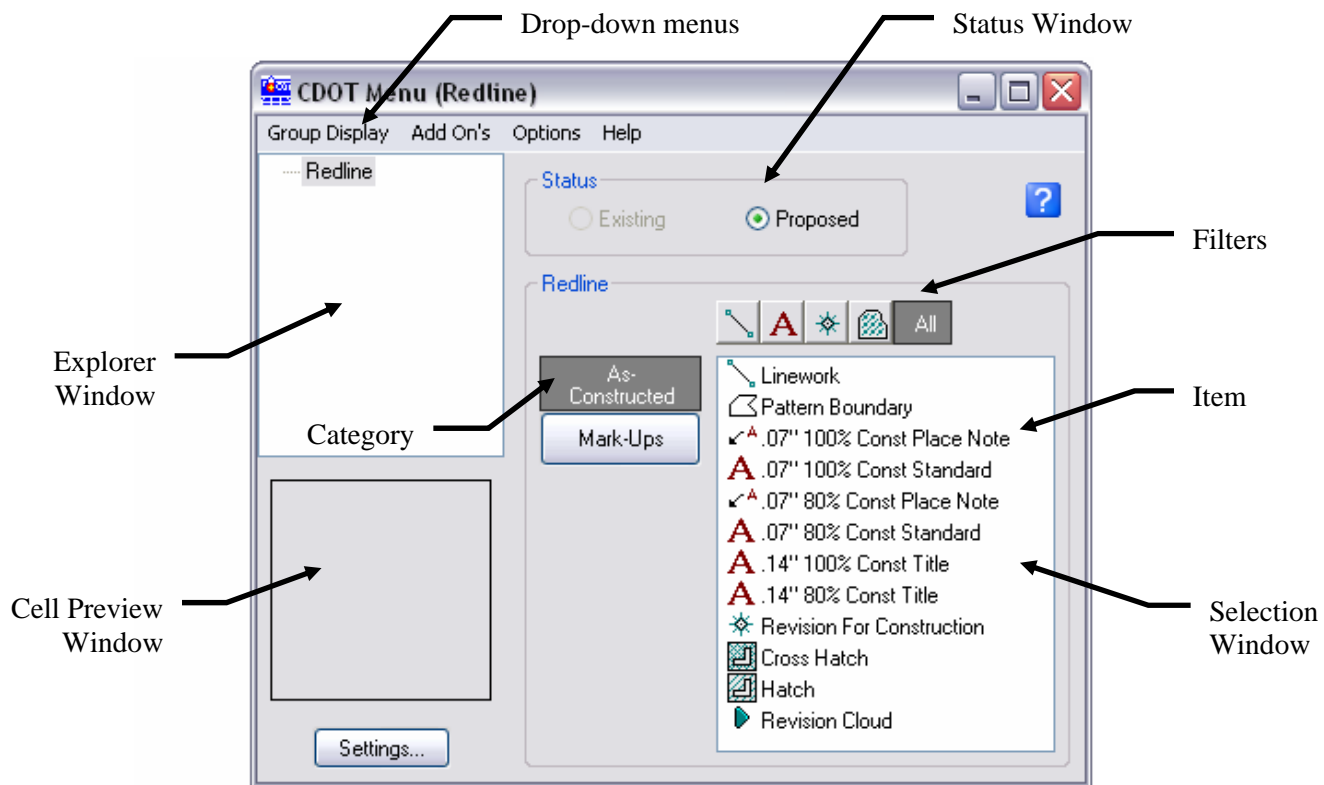 Drop-down menus
Status Window
CDOT Menu (Redline)
Group Display Add On's Options Help
Redline
Status
Existing Proposed
?
Filters
Redline
A All
Explorer
Window
As-
Constructed
Category
Mark-Ups
Linework
Pattern Boundary
A .07" 100% Const Place Note
A .07" 100% Const Standard
A .07" 80% Const Place Note
A .07" 80% Const Standard
A .14" 100% Const Title
A .14" 80% Const Title
Revision For Construction
Cross Hatch
Hatch
Revision Cloud
Item
Cell Preview
Window
Selection
Window
Settings...